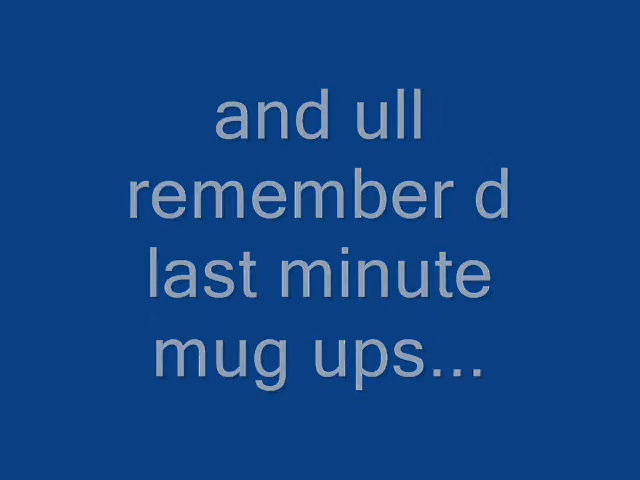 and ull
remember d
last minute
mug ups...